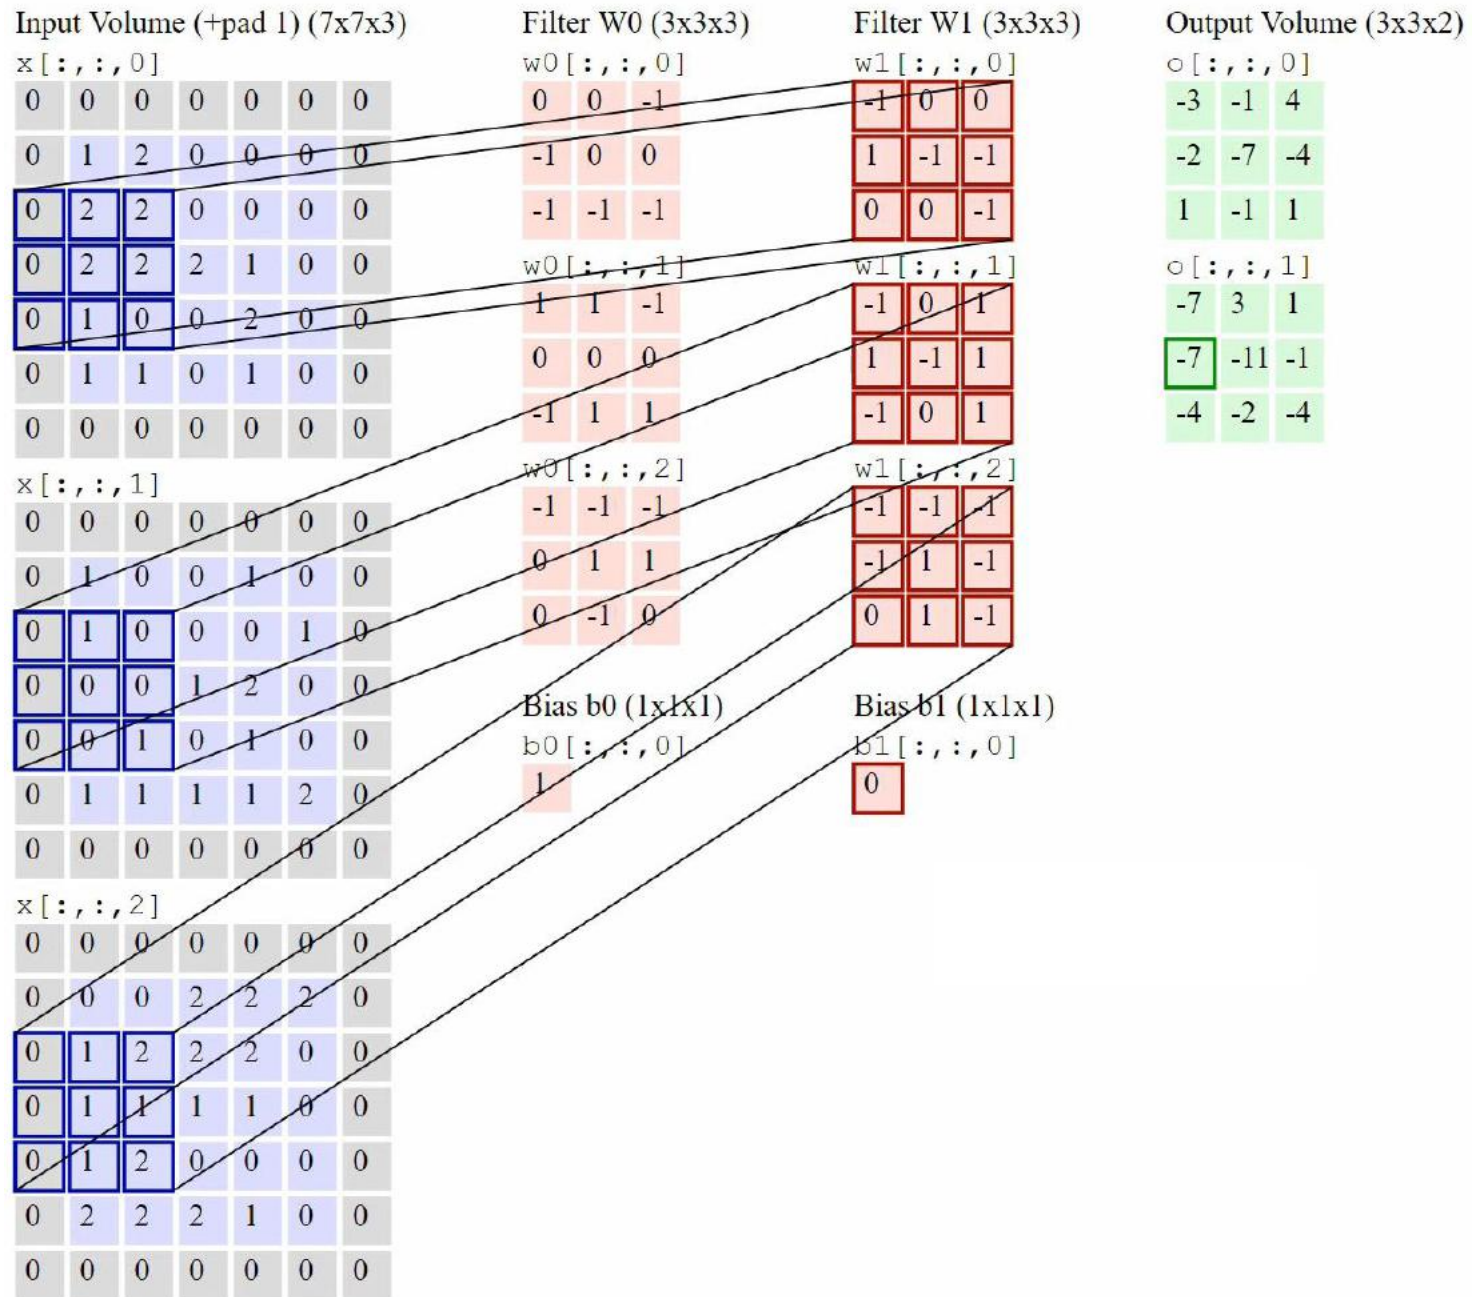 Input Volume (+pad 1) (7x7x3)
x[:,:,0]
0 0 0 0 0 0 0
0 1 2 0 0 0 0
0 2 2 0 0 0 0
0 2 2 2 1 0 0
0 1 0 0 2 0 0
0 1 1 0 1 0 0
0 0 0 0 0 0 0
x[:,:,1]
0 0 0 0 0 0 0
0 1 0 0 1 0 0
0 1 0 0 0 1 0
0 0 0 1 2 0 0
0 0 1 0 1 0 0
0 1 1 1 1 2 0
0 0 0 0 0 0 0
x[:,:,2]
0 0 0 0 0 0 0
0 0 0 2 2 2 0
0 1 2 2 2 0 0
0 1 1 1 1 0 0
0 1 2 0 0 0 0
0 2 2 2 1 0 0
0 0 0 0 0 0 0
Filter W0 (3x3x3)
w0[:,:,0]
0 0 -1
-1 0 0
-1 -1 -1
w0[:,:,1]
1 1 -1
0 0 0
-1 1 1
w0[:,:,2]
-1 -1 -1
0 1 1
0 -1 0
Bias b0 (1x1x1)
b0[:,:,0]
1
Filter W1 (3x3x3)
w1[:,:,0]
-1 0 0
1 -1 -1
0 0 -1
w1[:,:,1]
-1 0 1
1 -1 1
-1 0 1
w1[:,:,2]
-1 -1 -1
-1 1 -1
0 1 -1
Bias b1 (1x1x1)
b1[:,:,0]
0
Output Volume (3x3x2)
o[:,:,0]
-3 -1 4
-2 -7 -4
1 -1 1
o[:,:,1]
-7 3 1
-7 -11 -1
-4 -2 -4